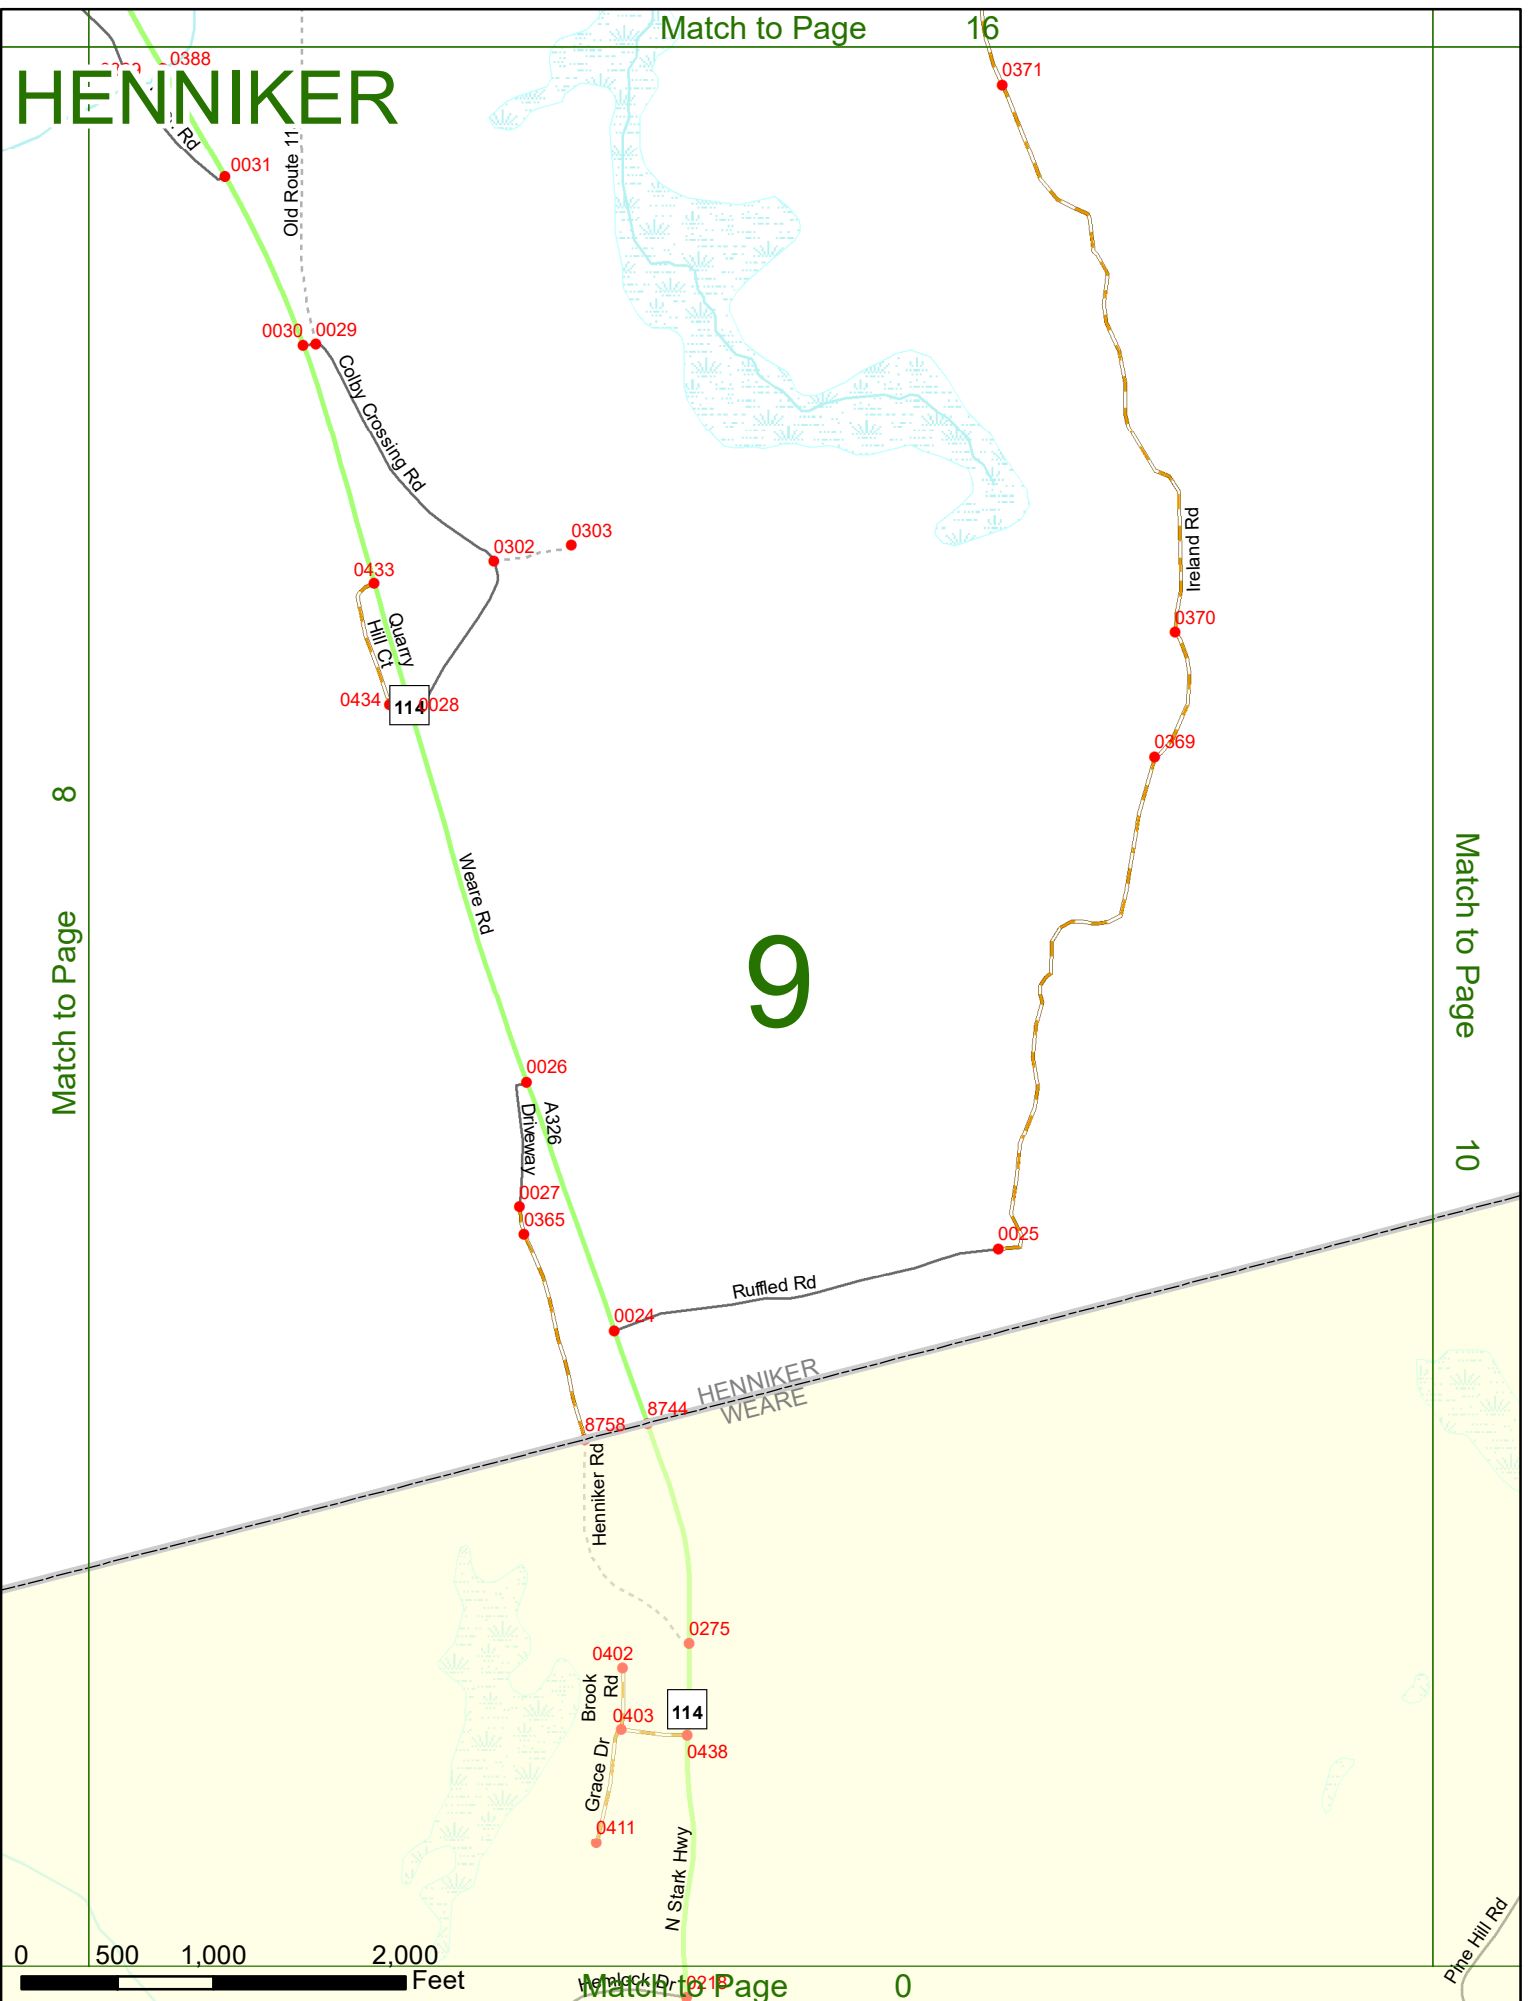 Match to Page 16
0388
HENNIKER
Rd
0371
0031
Old Route 11
0030
0029
Colby Crossing Rd
0302
0303
0433
Quarry
Hill Ct
Ireland Rd
0370
0434
114
0028
0369
8
Match to Page
Weare Rd
9
Match to Page
10
0026
A326
Driveway
0027
0365
0025
Ruffled Rd
0024
HENNIKER
WEARE
8744
8758
Henniker Rd
0275
0402
Brook
Rd
0403
114
0438
Grace Dr
0411
N Stark Hwy
Pine Hill Rd
0 500 1,000 2,000
Feet
Hemlock Dr
0218
Match to Page 0